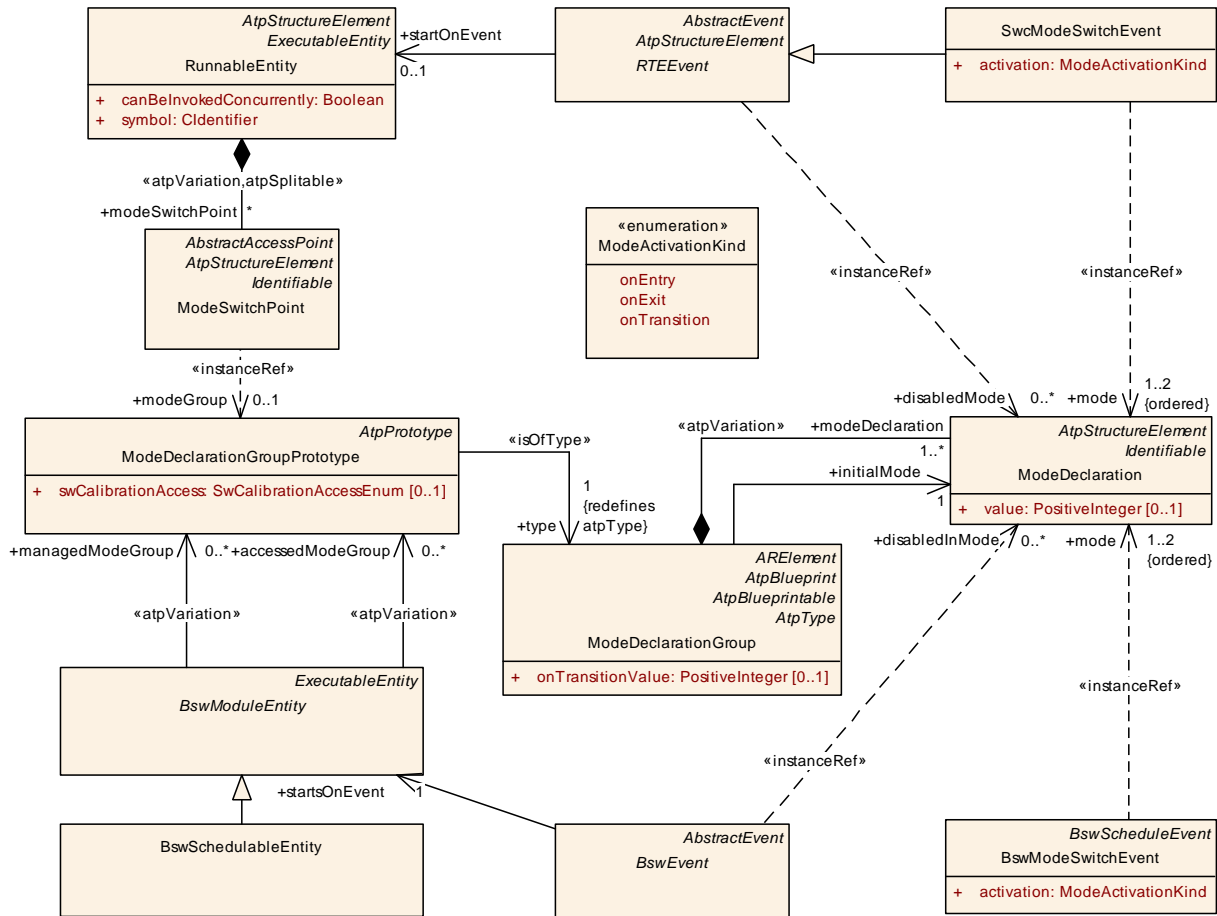 AtpStructureElement
ExecutableEntity
RunnableEntity
+ canBeInvokedConcurrently: Boolean
+ symbol: CIdentifier
+startOnEvent
0..1
AbstractEvent
AtpStructureElement
RTEEvent
SwcModeSwitchEvent
+ activation: ModeActivationKind
«atpVariation,atpSplitable»
+modeSwitchPoint
*
AbstractAccessPoint
AtpStructureElement
Identifiable
ModeSwitchPoint
«enumeration»
ModeActivationKind
onEntry
onExit
onTransition
«instanceRef»
«instanceRef»
«instanceRef»
+modeGroup
0..1
+disabledMode
0..*
+mode
1..2
{ordered}
AtpPrototype
ModeDeclarationGroupPrototype
+ swCalibrationAccess: SwCalibrationAccessEnum [0..1]
«isOfType»
1
{redefines
atpType}
+type
«atpVariation»
+modeDeclaration
1..*
+initialMode
1
AtpStructureElement
Identifiable
ModeDeclaration
+ value: PositiveInteger [0..1]
+managedModeGroup
0..*
+accessedModeGroup
0..*
+disabledInMode
0..*
+mode
1..2
{ordered}
ARElement
AtpBlueprint
AtpBlueprintable
AtpType
ModeDeclarationGroup
+ onTransitionValue: PositiveInteger [0..1]
«atpVariation»
«atpVariation»
ExecutableEntity
BswModuleEntity
«instanceRef»
«instanceRef»
+startsOnEvent
1
BswSchedulableEntity
AbstractEvent
BswEvent
BswScheduleEvent
BswModeSwitchEvent
+ activation: ModeActivationKind